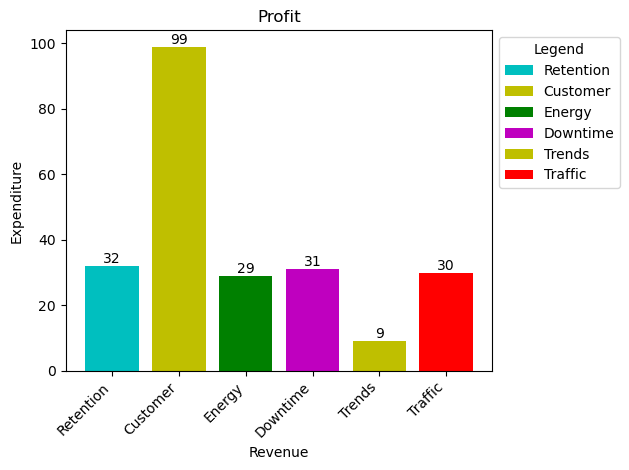 Profit
Expenditure
100
80
60
40
20
0
32
99
29
31
9
30
Retention
Customer
Energy
Downtime
Trends
Traffic
Revenue
Legend
Retention
Customer
Energy
Downtime
Trends
Traffic